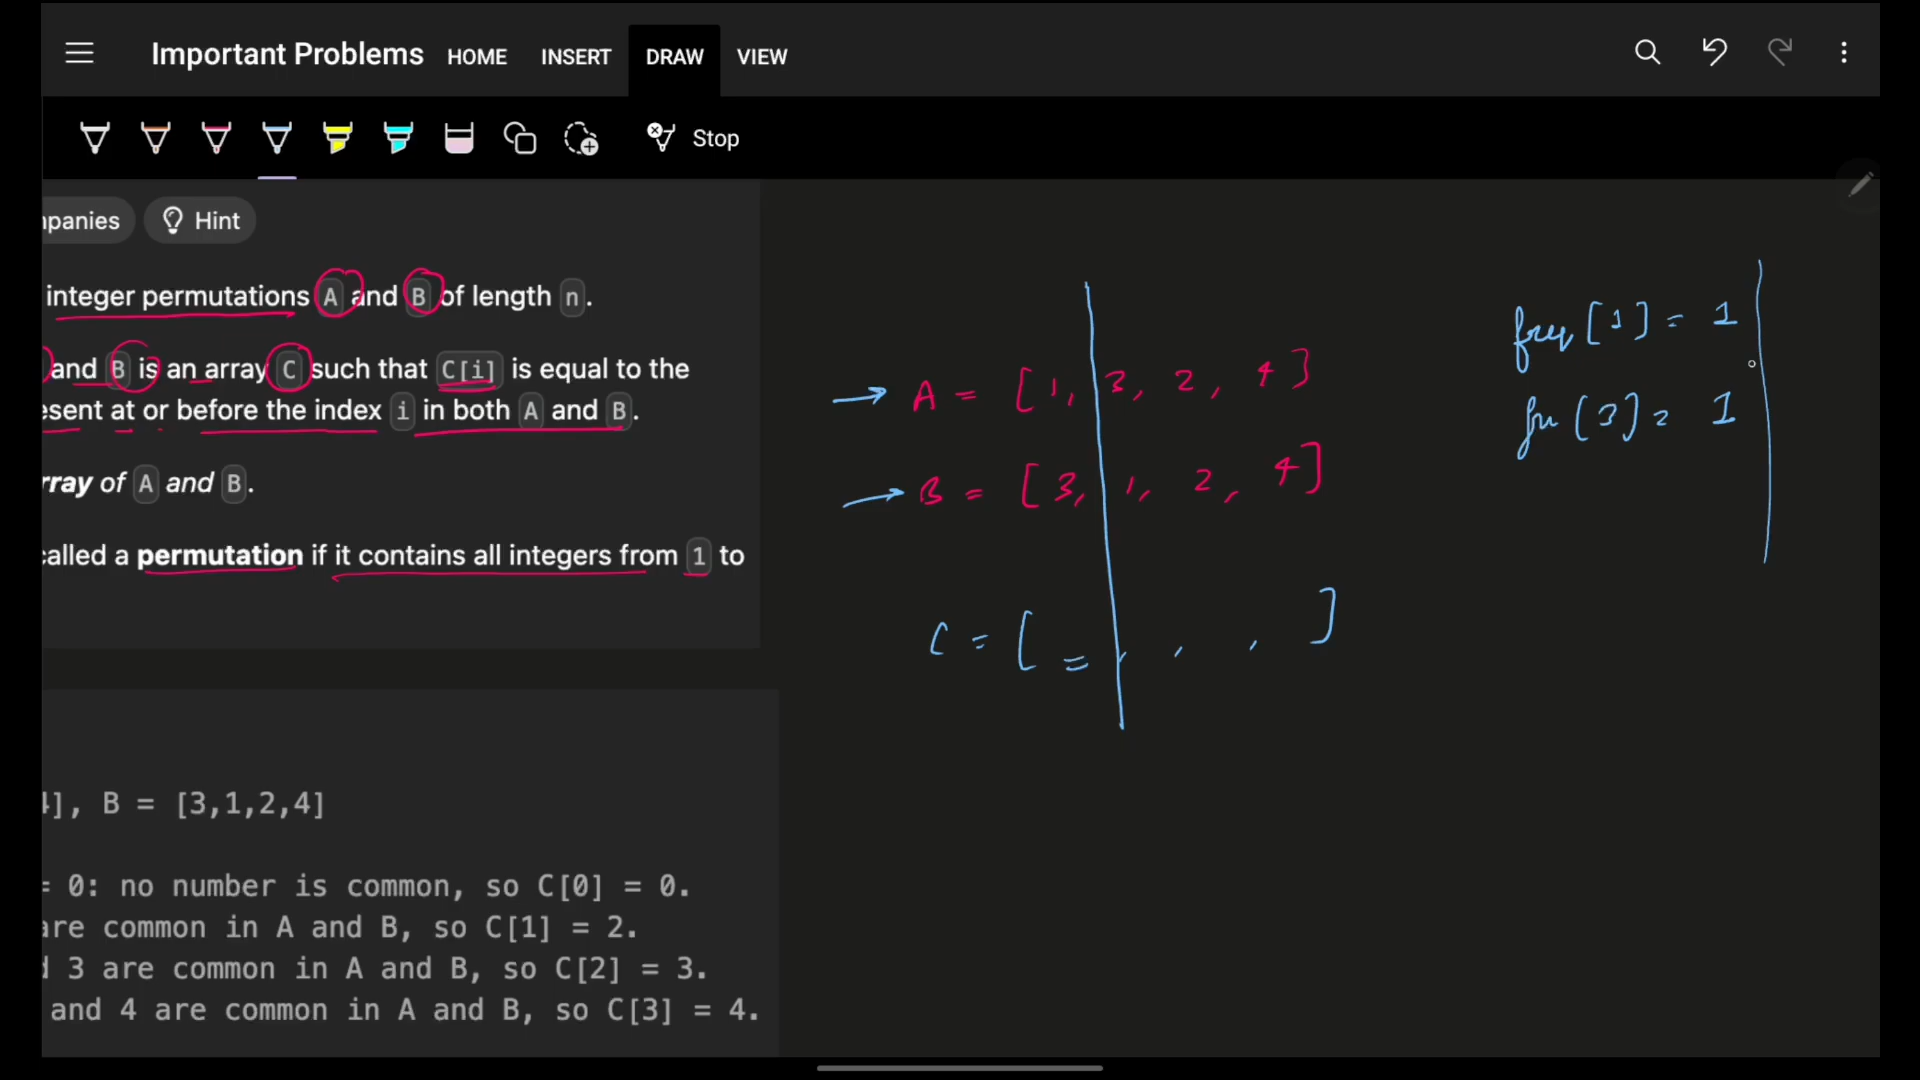 Important Problems HOME INSERT DRAW VIEW
Stop
mpanies Hint
integer permutations A and B of length n.
and B is an array C such that C[i] is equal to the
esent at or before the index i in both A and B.
rray of A and B.
called a permutation if it contains all integers from 1 to
4], B = [3,1,2,4]
= 0: no number is common, so C[0] = 0.
are common in A and B, so C[1] = 2.
d 3 are common in A and B, so C[2] = 3.
and 4 are common in A and B, so C[3] = 4.
A = [1, 3, 2, 4]
B = [3, 1, 2, 4]
C = [ = , , , ]
freq [1] = 1
fre [3] = 1